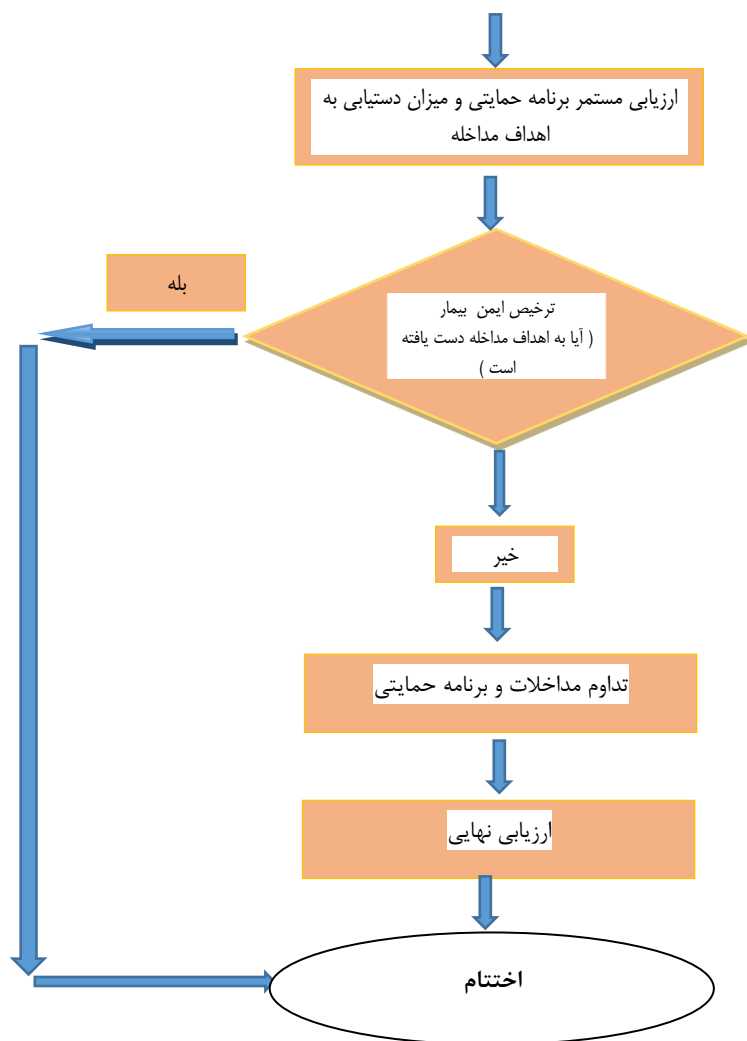 ارزیابی مستمر برنامه حمایتی و میزان دستیابی به
اهداف مداخله
بله
ترخیص ایمن بیمار
( آیا به اهداف مداخله دست یافته
است )
خیر
تداوم مداخلات و برنامه حمایتی
ارزیابی نهایی
اختتام